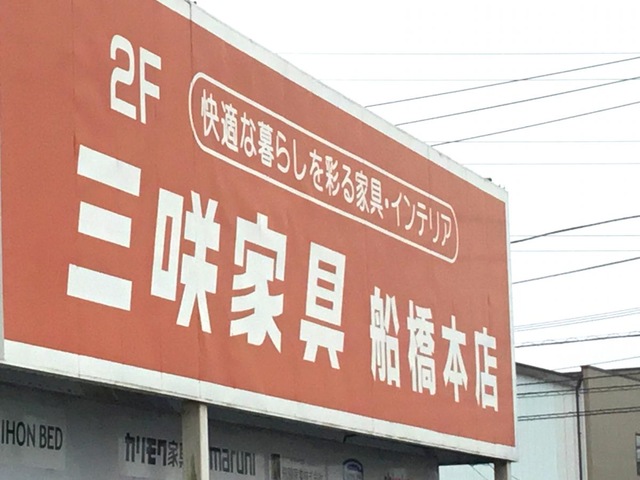 2F
快適な暮らしを彩る家具・インテリア
三咲家具 船橋本店
IHON BED
カリモク家具
maruni